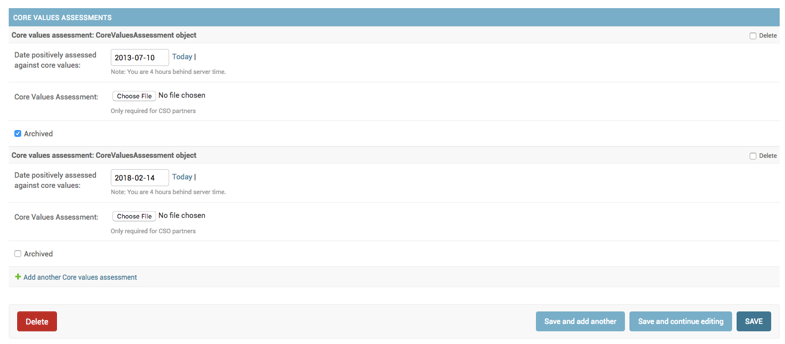 CORE VALUES ASSESSMENTS
Core values assessment: CoreValuesAssessment object Delete
Date positively assessed against core values: 2013-07-10 Today |
Note: You are 4 hours behind server time.
Core Values Assessment: Choose File No file chosen
Only required for CSO partners
Archived
Core values assessment: CoreValuesAssessment object Delete
Date positively assessed against core values: 2018-02-14 Today |
Note: You are 4 hours behind server time.
Core Values Assessment: Choose File No file chosen
Only required for CSO partners
Archived
Add another Core values assessment
Delete Save and add another Save and continue editing SAVE